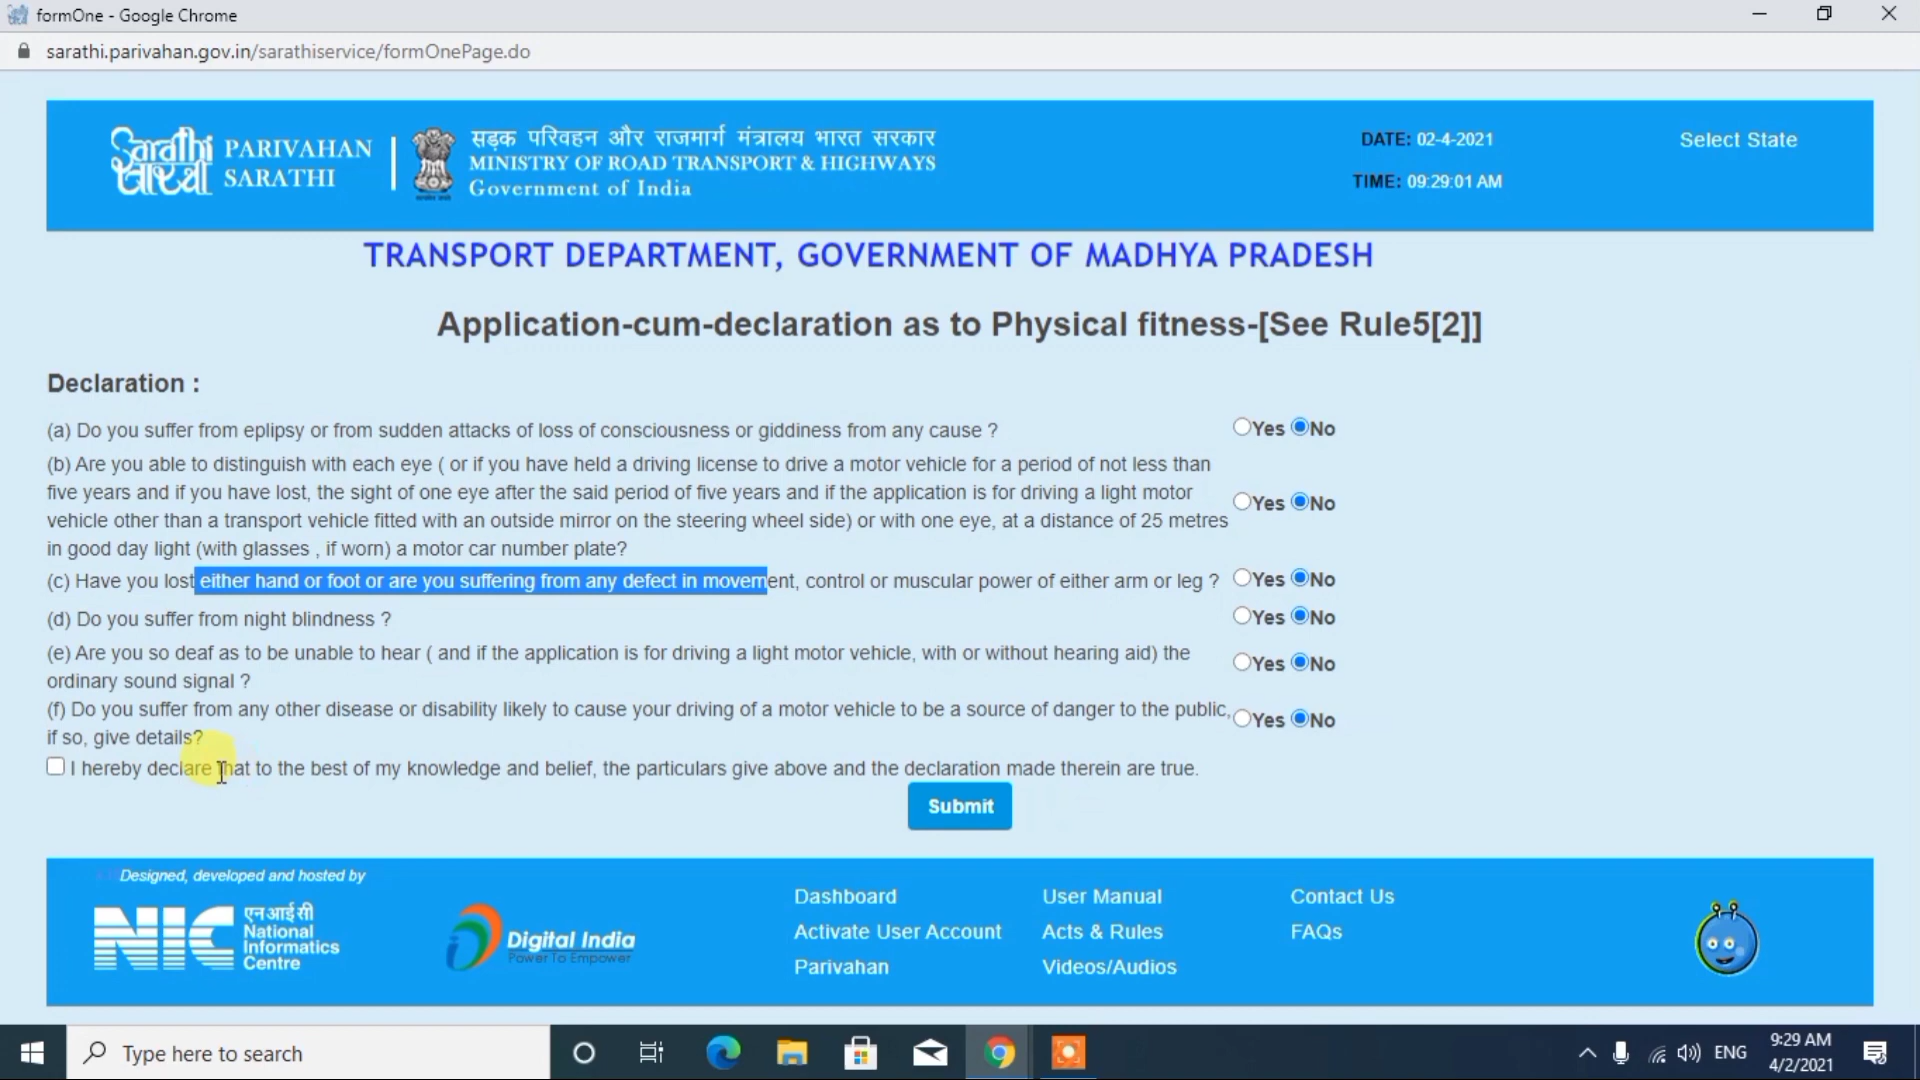 formOne - Google Chrome
sarathi.parivahan.gov.in/sarathiservice/formOnePage.do
Sarathi
सारथी
PARIVAHAN
SARATHI
सड़क परिवहन और राजमार्ग मंत्रालय भारत सरकार
MINISTRY OF ROAD TRANSPORT & HIGHWAYS
Government of India
DATE: 02-4-2021
TIME: 09:29:01 AM
Select State
TRANSPORT DEPARTMENT, GOVERNMENT OF MADHYA PRADESH
Application-cum-declaration as to Physical fitness-[See Rule5[2]]
Declaration :
(a) Do you suffer from eplipsy or from sudden attacks of loss of consciousness or giddiness from any cause ?
Yes No
(b) Are you able to distinguish with each eye ( or if you have held a driving license to drive a motor vehicle for a period of not less than
five years and if you have lost, the sight of one eye after the said period of five years and if the application is for driving a light motor
vehicle other than a transport vehicle fitted with an outside mirror on the steering wheel side) or with one eye, at a distance of 25 metres
in good day light (with glasses , if worn) a motor car number plate?
Yes No
(c) Have you lost either hand or foot or are you suffering from any defect in movement, control or muscular power of either arm or leg ?
Yes No
(d) Do you suffer from night blindness ?
Yes No
(e) Are you so deaf as to be unable to hear ( and if the application is for driving a light motor vehicle, with or without hearing aid) the
ordinary sound signal ?
Yes No
(f) Do you suffer from any other disease or disability likely to cause your driving of a motor vehicle to be a source of danger to the public,
if so, give details?
Yes No
I hereby declare that to the best of my knowledge and belief, the particulars give above and the declaration made therein are true.
Submit
Designed, developed and hosted by
NIC
एनआईसी
National
Informatics
Centre
Digital India
Power To Empower
Dashboard
Activate User Account
Parivahan
User Manual
Acts & Rules
Videos/Audios
Contact Us
FAQs
Type here to search
ENG
9:29 AM
4/2/2021